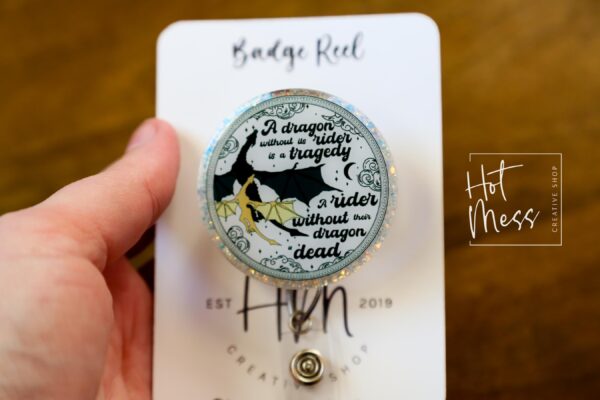 Badge Reel
A dragon
without its rider
is a tragedy
A rider
without their
dragon
dead
EST
2019
CREATIVE SHOP
Hot
Mess
CREATIVE SHOP